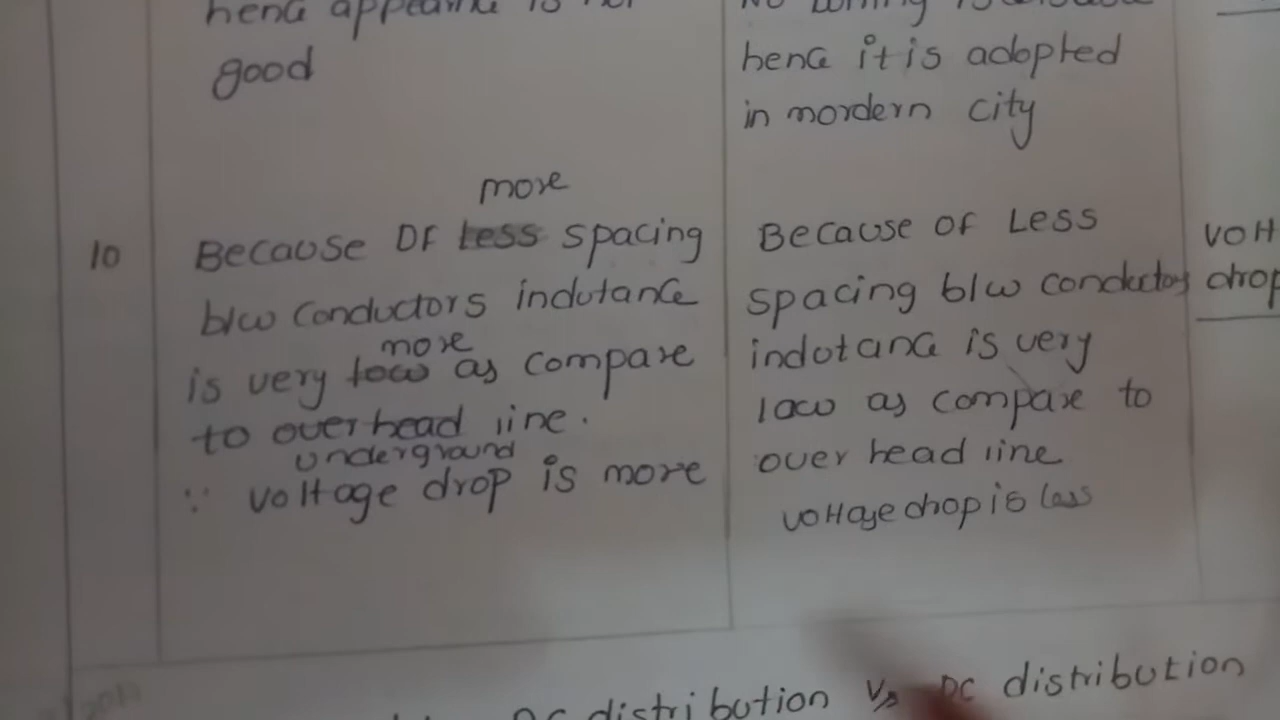 good
hence it is adopted
in mordern city
10
more
Because OF Less spacing
b/w conductors indutance
more
is very low as compare
to overhead line.
underground
∵ voltage drop is more
Because of Less
spacing b/w conductors
indutance is very
low as compare to
over head line
voltage drop is less
drop
distribution Vs DC distribution